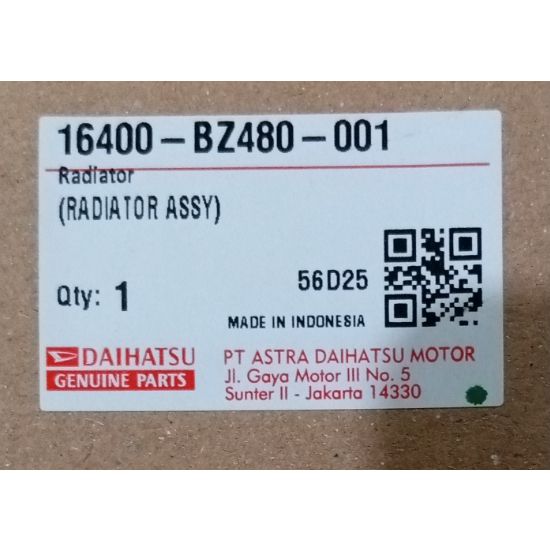 16400-BZ480-001
Radiator
(RADIATOR ASSY)
Qty: 1
56D25
MADE IN INDONESIA
DAIHATSU
GENUINE PARTS
PT ASTRA DAIHATSU MOTOR
Jl. Gaya Motor III No. 5
Sunter II - Jakarta 14330